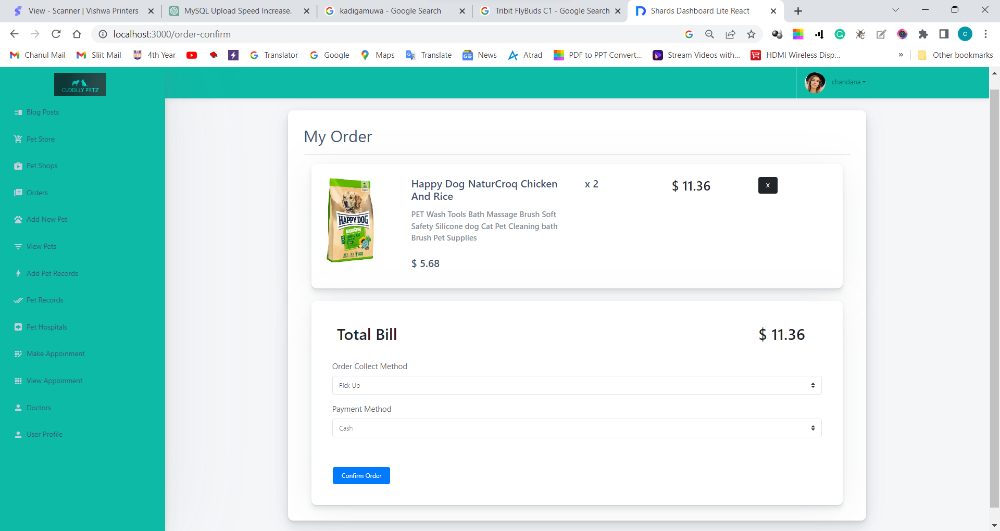 View - Scanner | Vishwa Printers
MySQL Upload Speed Increase.
kadigamuwa - Google Search
Tribit FlyBuds C1 - Google Search
Shards Dashboard Lite React
localhost:3000/order-confirm
c
Chanul Mail
Sliit Mail
4th Year
Translator
Google
Maps
Translate
News
Atrad
PDF to PPT Convert...
Stream Videos with...
HDMI Wireless Disp...
»
Other bookmarks
CUDDLLY PETZ
chandana
Blog Posts
Pet Store
Pet Shops
Orders
Add New Pet
View Pets
Add Pet Records
Pet Records
Pet Hospitals
Make Appoinment
View Appoinment
Doctors
User Profile
My Order
HAPPY DOG
NaturCroq
Happy Dog NaturCroq Chicken
And Rice
x 2
$ 11.36
x
PET Wash Tools Bath Massage Brush Soft
Safety Silicone dog Cat Pet Cleaning bath
Brush Pet Supplies
$ 5.68
Total Bill
$ 11.36
Order Collect Method
Pick Up
Payment Method
Cash
Confirm Order